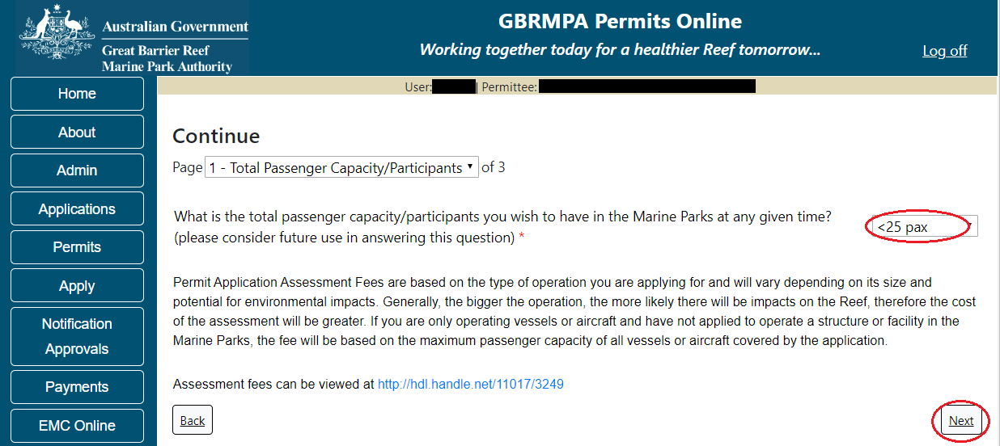 Australian Government
Great Barrier Reef
Marine Park Authority
GBRMPA Permits Online
Working together today for a healthier Reef tomorrow...
Log off
Home
About
Admin
Applications
Permits
Apply
Notification
Approvals
Payments
EMC Online
User: | Permittee:
Continue
Page 1 - Total Passenger Capacity/Participants of 3
What is the total passenger capacity/participants you wish to have in the Marine Parks at any given time?
(please consider future use in answering this question) *
<25 pax
Permit Application Assessment Fees are based on the type of operation you are applying for and will vary depending on its size and
potential for environmental impacts. Generally, the bigger the operation, the more likely there will be impacts on the Reef, therefore the cost
of the assessment will be greater. If you are only operating vessels or aircraft and have not applied to operate a structure or facility in the
Marine Parks, the fee will be based on the maximum passenger capacity of all vessels or aircraft covered by the application.
Assessment fees can be viewed at http://hdl.handle.net/11017/3249
Back
Next